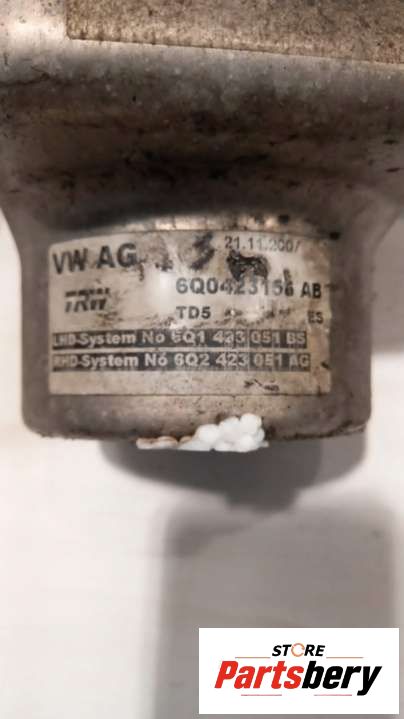 VW AG
21.11.2007
TRW
6Q0423156 AB
TD5
ES
LHD-System No 6Q1 423 051 BS
RHD-System No 6Q2 423 051 AG
STORE
Partsbery